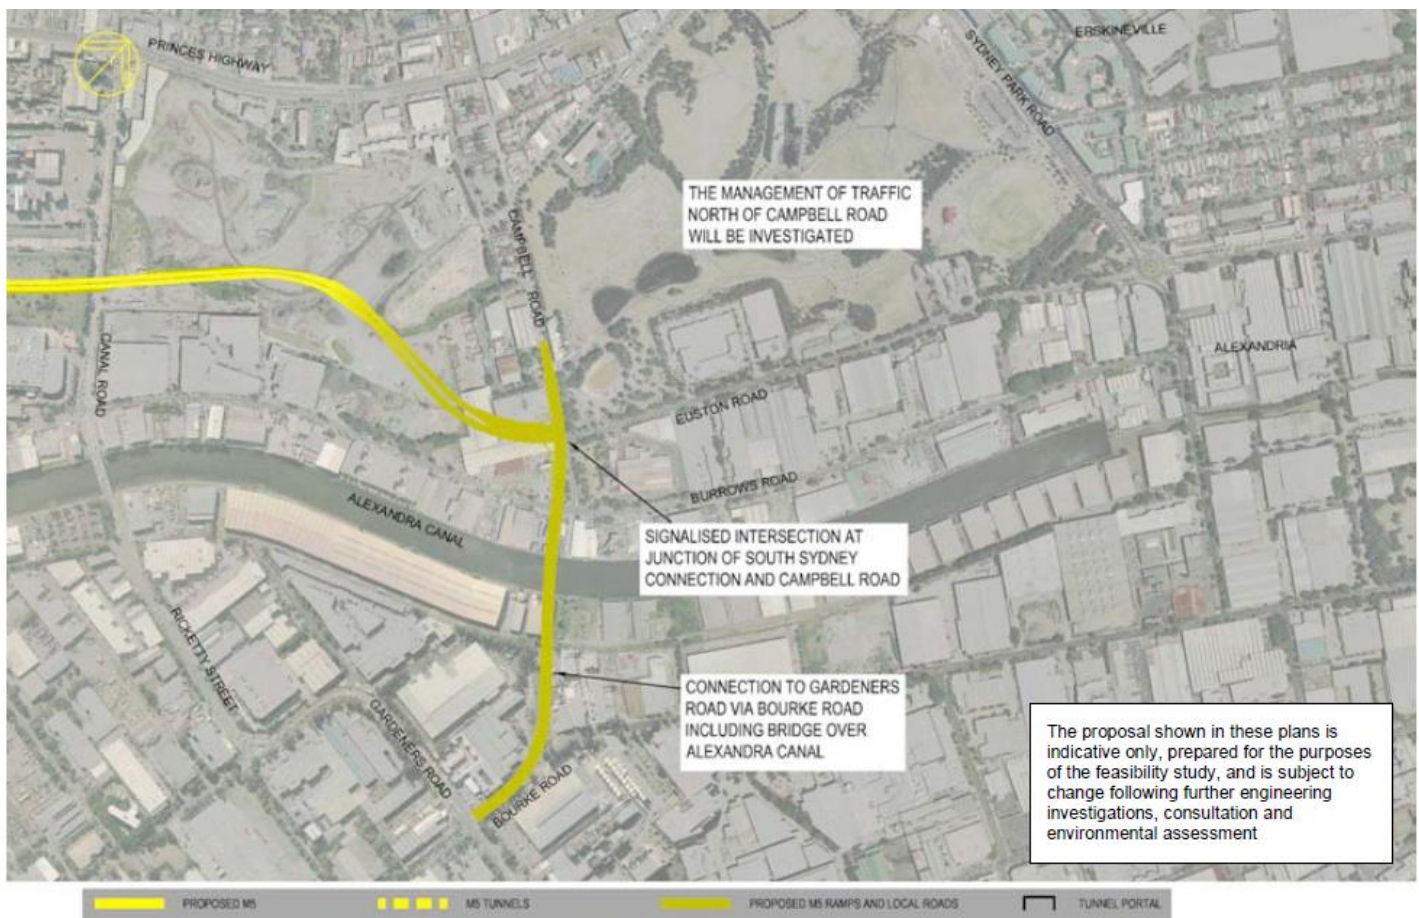 PRINCES HIGHWAY
ERSKINEVILLE
SYDNEY PARK ROAD
THE MANAGEMENT OF TRAFFIC
NORTH OF CAMPBELL ROAD
WILL BE INVESTIGATED
CAMPBELL ROAD
CANAL ROAD
ALEXANDRIA
EUSTON ROAD
BURROWS ROAD
ALEXANDRA CANAL
SIGNALISED INTERSECTION AT
JUNCTION OF SOUTH SYDNEY
CONNECTION AND CAMPBELL ROAD
RICKETTY STREET
GARDENERS ROAD
BOURKE ROAD
CONNECTION TO GARDENERS
ROAD VIA BOURKE ROAD
INCLUDING BRIDGE OVER
ALEXANDRA CANAL
The proposal shown in these plans is
indicative only, prepared for the purposes
of the feasibility study, and is subject to
change following further engineering
investigations, consultation and
environmental assessment
PROPOSED M5
M5 TUNNELS
PROPOSED M5 RAMPS AND LOCAL ROADS
TUNNEL PORTAL